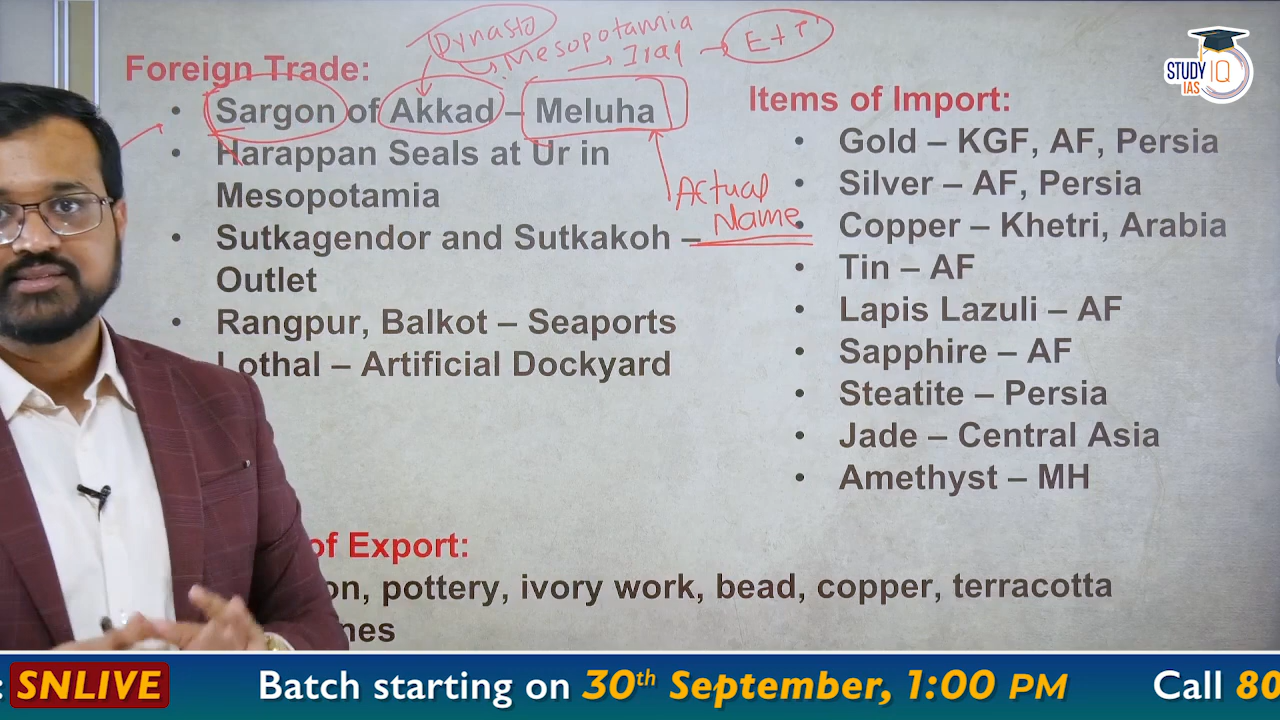 Dynasto
Mesopotamia
Iraq
E + T
STUDY IQ
IAS
Foreign Trade:
• Sargon of Akkad – Meluha
• Harappan Seals at Ur in
Mesopotamia
Actual
Name
• Sutkagendor and Sutkakoh –
Outlet
• Rangpur, Balkot – Seaports
Lothal – Artificial Dockyard
Items of Import:
• Gold – KGF, AF, Persia
• Silver – AF, Persia
• Copper – Khetri, Arabia
• Tin – AF
• Lapis Lazuli – AF
• Sapphire – AF
• Steatite – Persia
• Jade – Central Asia
• Amethyst – MH
of Export:
on, pottery, ivory work, bead, copper, terracotta
nes
: SNLIVE Batch starting on 30th September, 1:00 PM Call 80